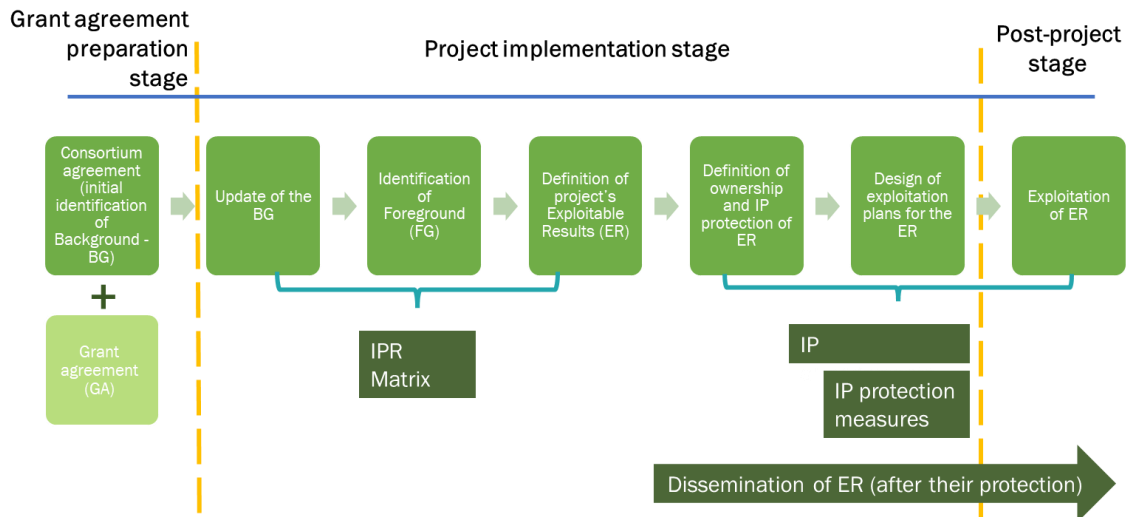 Grant agreement
preparation
stage
Project implementation stage
Post-project
stage
Consortium
agreement
(initial
identification
of
Background -
BG)
Update of the
BG
Identification
of
Foreground
(FG)
Definition of
project's
Exploitable
Results (ER)
Definition of
ownership
and IP
protection of
ER
Design of
exploitation
plans for the
ER
Exploitation
of ER
+
Grant
agreement
(GA)
IPR
Matrix
IP
IP protection
measures
Dissemination of ER (after their protection)